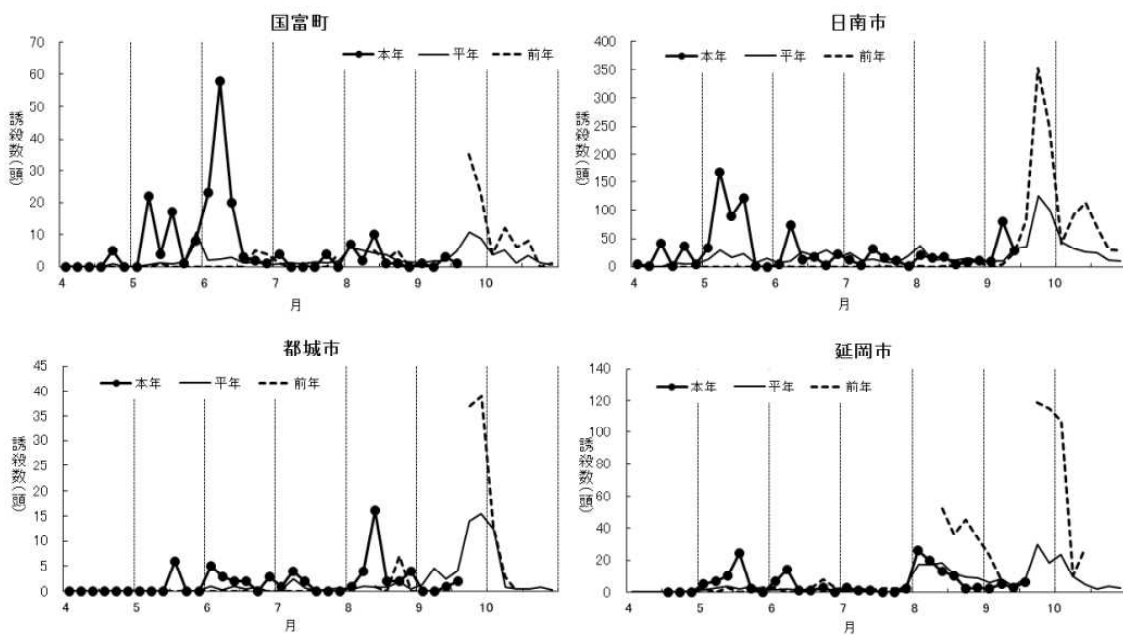 国富町
70
60
50
40
30
20
10
0
誘殺数(頭)
本年 平年 前年
4 5 6 7 8 9 10
月
日南市
400
350
300
250
200
150
100
50
0
誘殺数(頭)
本年 平年 前年
4 5 6 7 8 9 10
月
都城市
45
40
35
30
25
20
15
10
5
0
誘殺数(頭)
本年 平年 前年
4 5 6 7 8 9 10
月
延岡市
140
120
100
80
60
40
20
0
誘殺数(頭)
本年 平年 前年
4 5 6 7 8 9 10
月